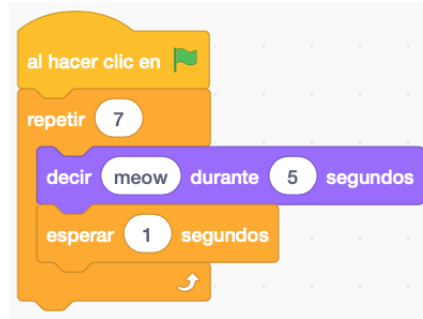 al hacer clic en
repetir 7
decir meow durante 5 segundos
esperar 1 segundos